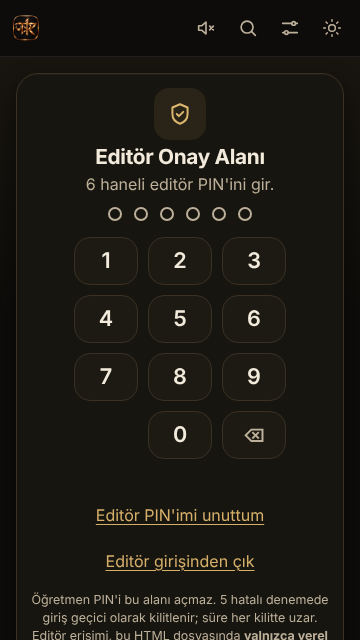 Editör Onay Alanı
6 haneli editör PIN'ini gir.
1 2 3
4 5 6
7 8 9
0
Editör PIN'imi unuttum
Editör girişinden çık
Öğretmen PIN'i bu alanı açmaz. 5 hatalı denemede
giriş geçici olarak kilitlenir; süre her kilitte uzar.
Editör erişimi, bu HTML dosyasında yalnızca yerel